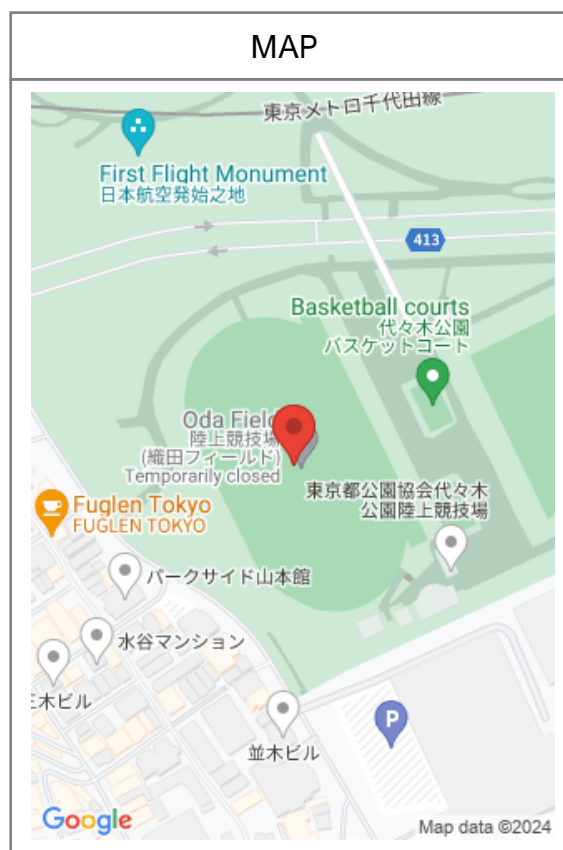 MAP
東京メトロ千代田線
First Flight Monument
日本航空発始之地
413
Basketball courts
代々木公園
バスケットコート
Oda Field
陸上競技場
(織田フィールド)
Temporarily closed
東京都公園協会代々木
公園陸上競技場
Fuglen Tokyo
FUGLEN TOKYO
パークサイド山本館
水谷マンション
三木ビル
P
並木ビル
Google
Map data ©2024